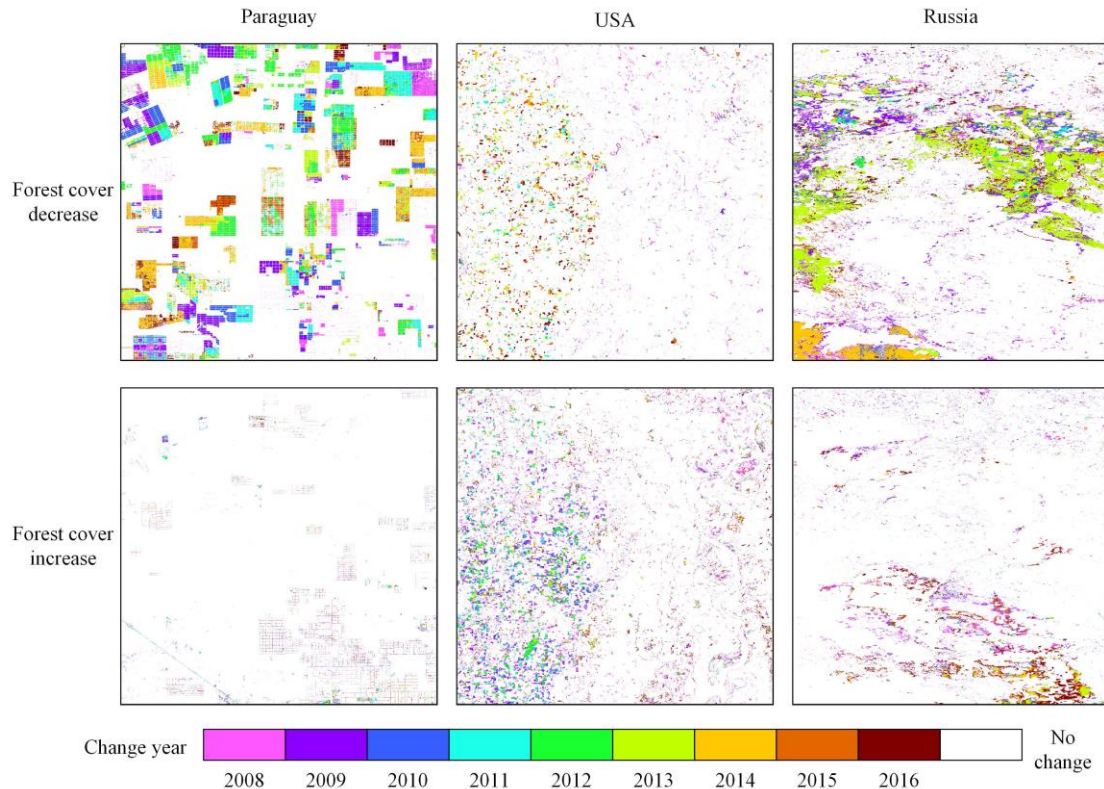 Paraguay
USA
Russia
Forest cover
decrease
Forest cover
increase
Change year
No
change
2008
2009
2010
2011
2012
2013
2014
2015
2016